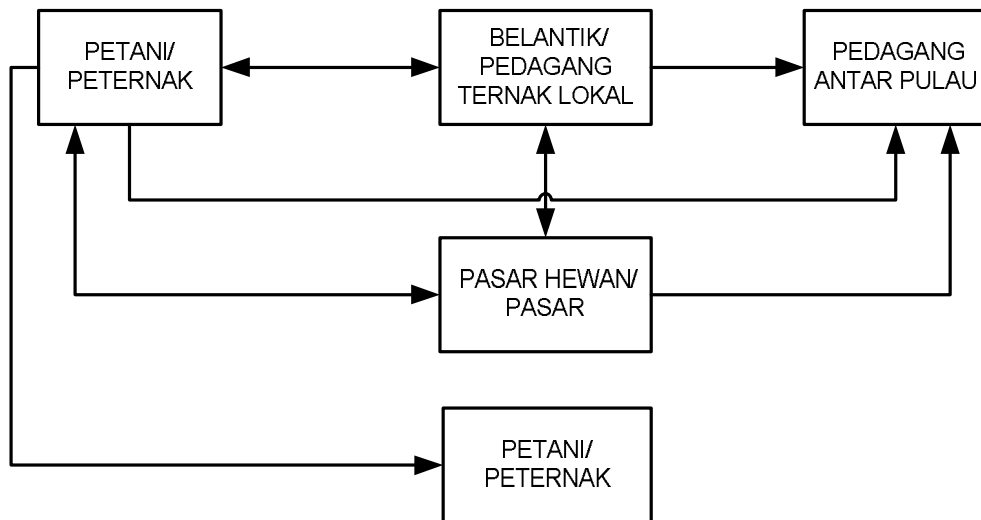 PETANI/
PETERNAK
BELANTIK/
PEDAGANG
TERNAK LOKAL
PEDAGANG
ANTAR PULAU
PASAR HEWAN/
PASAR
PETANI/
PETERNAK